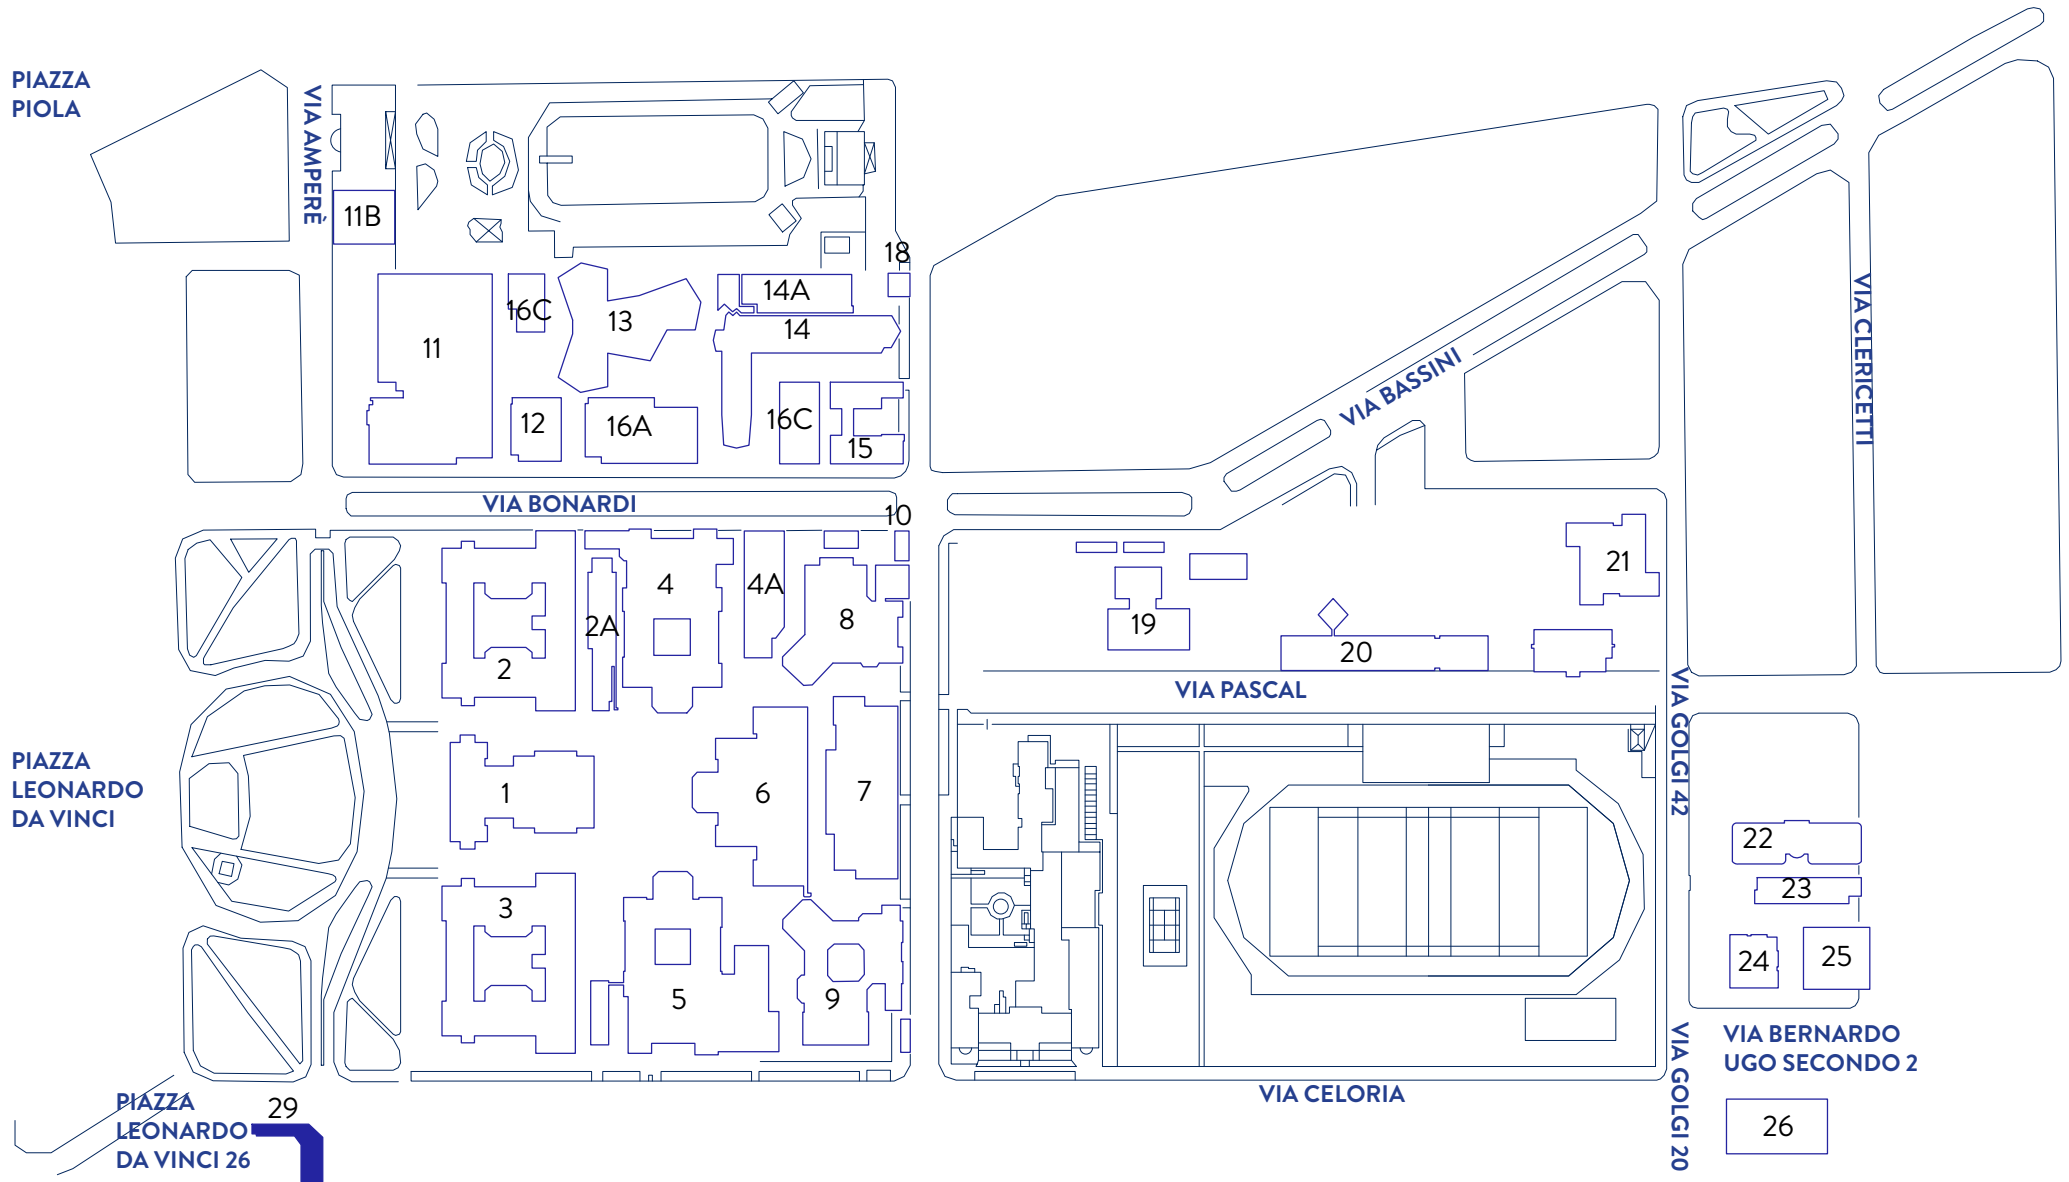 PIAZZA
PIOLA
VIA AMPERÈ
11B
18
16C
14A
13
14
11
12
16A
16C
15
VIA BASSINI
VIA CLERICETTI
VIA BONARDI
10
4
4A
2A
8
2
19
20
21
VIA PASCAL
VIA GOLGI 42
PIAZZA
LEONARDO
DA VINCI
1
6
7
22
23
3
5
9
24
25
VIA BERNARDO
UGO SECONDO 2
VIA CELORIA
VIA GOLGI 20
26
PIAZZA
LEONARDO
DA VINCI 26
29